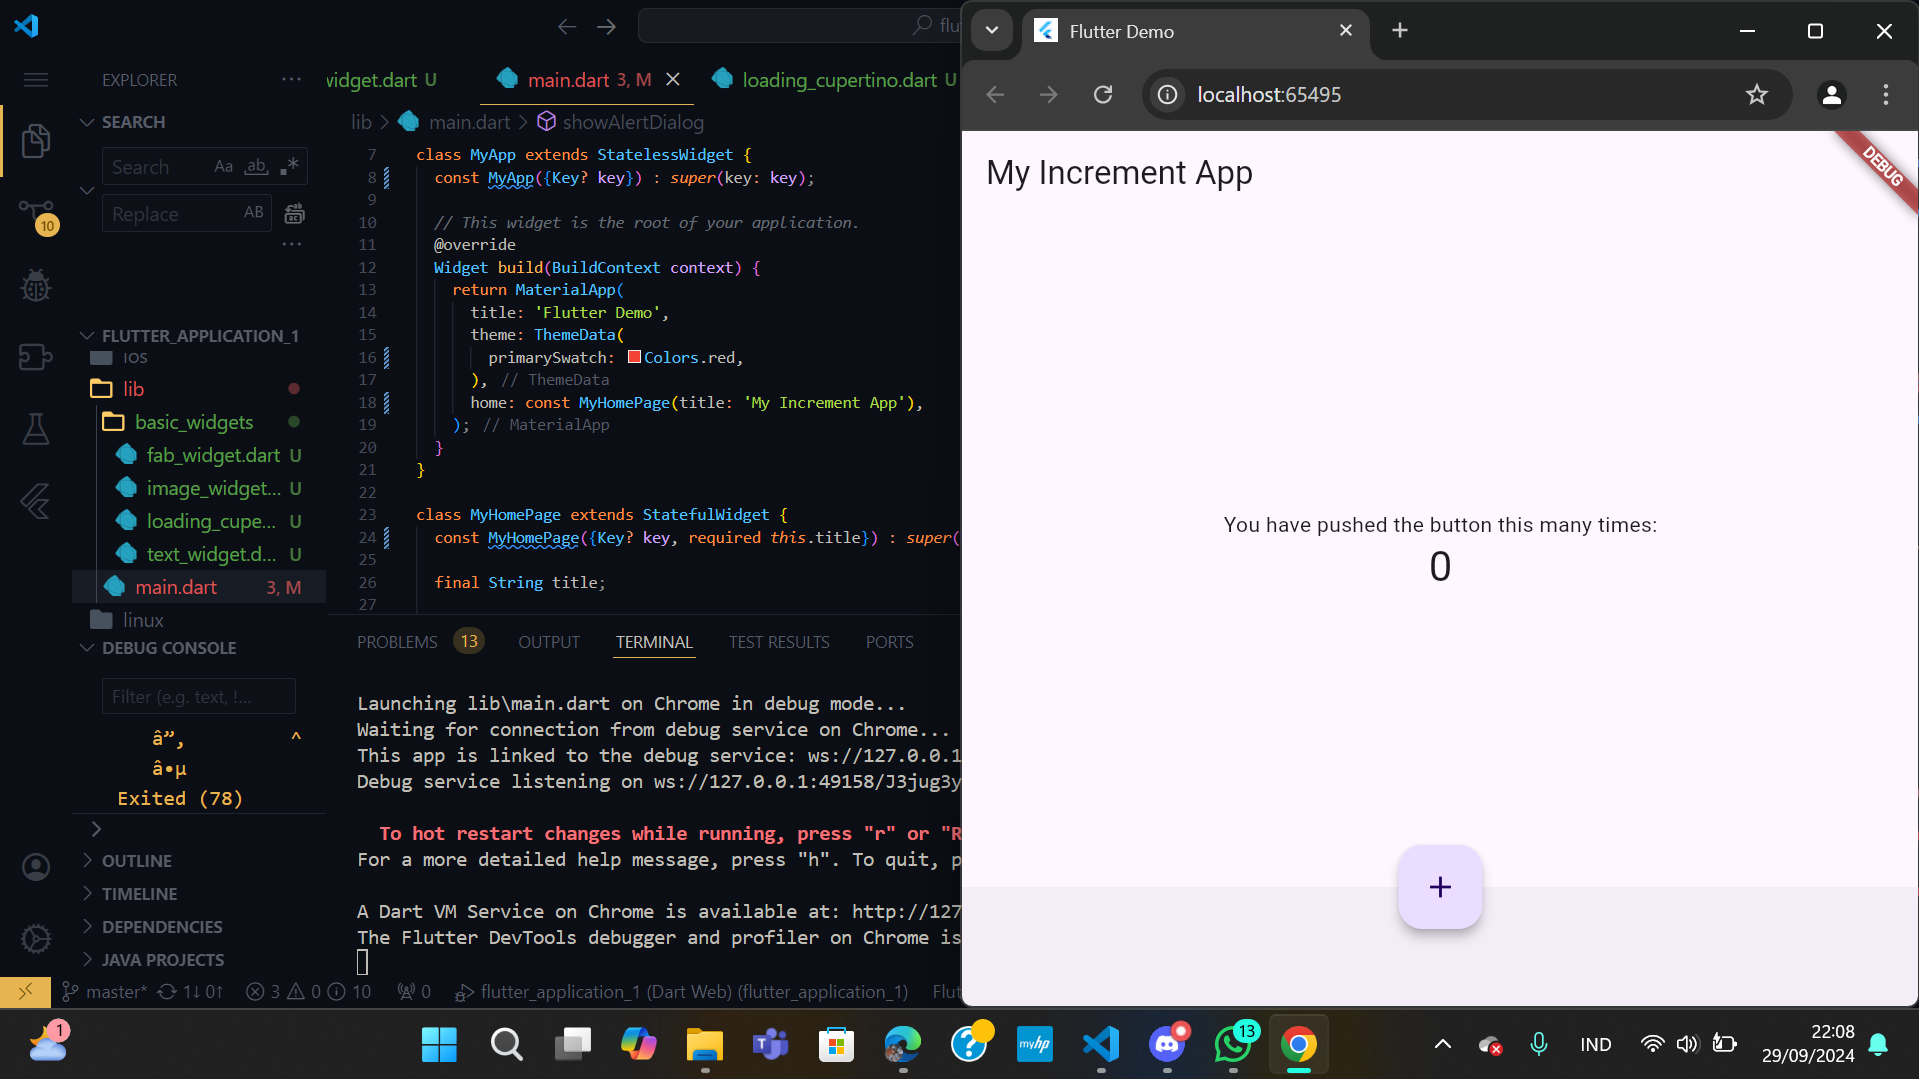 flu
EXPLORER
SEARCH
Search
Aa
ab
Replace
AB
10
FLUTTER_APPLICATION_1
ios
lib
basic_widgets
fab_widget.dart U
image_widget... U
loading_cupe... U
text_widget.d... U
main.dart 3, M
linux
DEBUG CONSOLE
Filter (e.g. text, !...
â”‚
^
â•µ
Exited (78)
OUTLINE
TIMELINE
DEPENDENCIES
JAVA PROJECTS
widget.dart U
main.dart 3, M
loading_cupertino.dart U
lib > main.dart > showAlertDialog
7 class MyApp extends StatelessWidget {
8 const MyApp({Key? key}) : super(key: key);
9
10 // This widget is the root of your application.
11 @override
12 Widget build(BuildContext context) {
13 return MaterialApp(
14 title: 'Flutter Demo',
15 theme: ThemeData(
16 primarySwatch: Colors.red,
17 ), // ThemeData
18 home: const MyHomePage(title: 'My Increment App'),
19 ); // MaterialApp
20 }
21 }
22
23 class MyHomePage extends StatefulWidget {
24 const MyHomePage({Key? key, required this.title}) : super(
25
26 final String title;
27
PROBLEMS 13 OUTPUT TERMINAL TEST RESULTS PORTS
Launching lib\main.dart on Chrome in debug mode...
Waiting for connection from debug service on Chrome...
This app is linked to the debug service: ws://127.0.0.1
Debug service listening on ws://127.0.0.1:49158/J3jug3y
To hot restart changes while running, press "r" or "R
For a more detailed help message, press "h". To quit, p
A Dart VM Service on Chrome is available at: http://127
The Flutter DevTools debugger and profiler on Chrome is
master* 1↓ 0↑ 3 0 10 0 flutter_application_1 (Dart Web) (flutter_application_1) Flut
Flutter Demo
localhost:65495
My Increment App
DEBUG
You have pushed the button this many times:
0
+
1
myhp
13
IND
22:08
29/09/2024